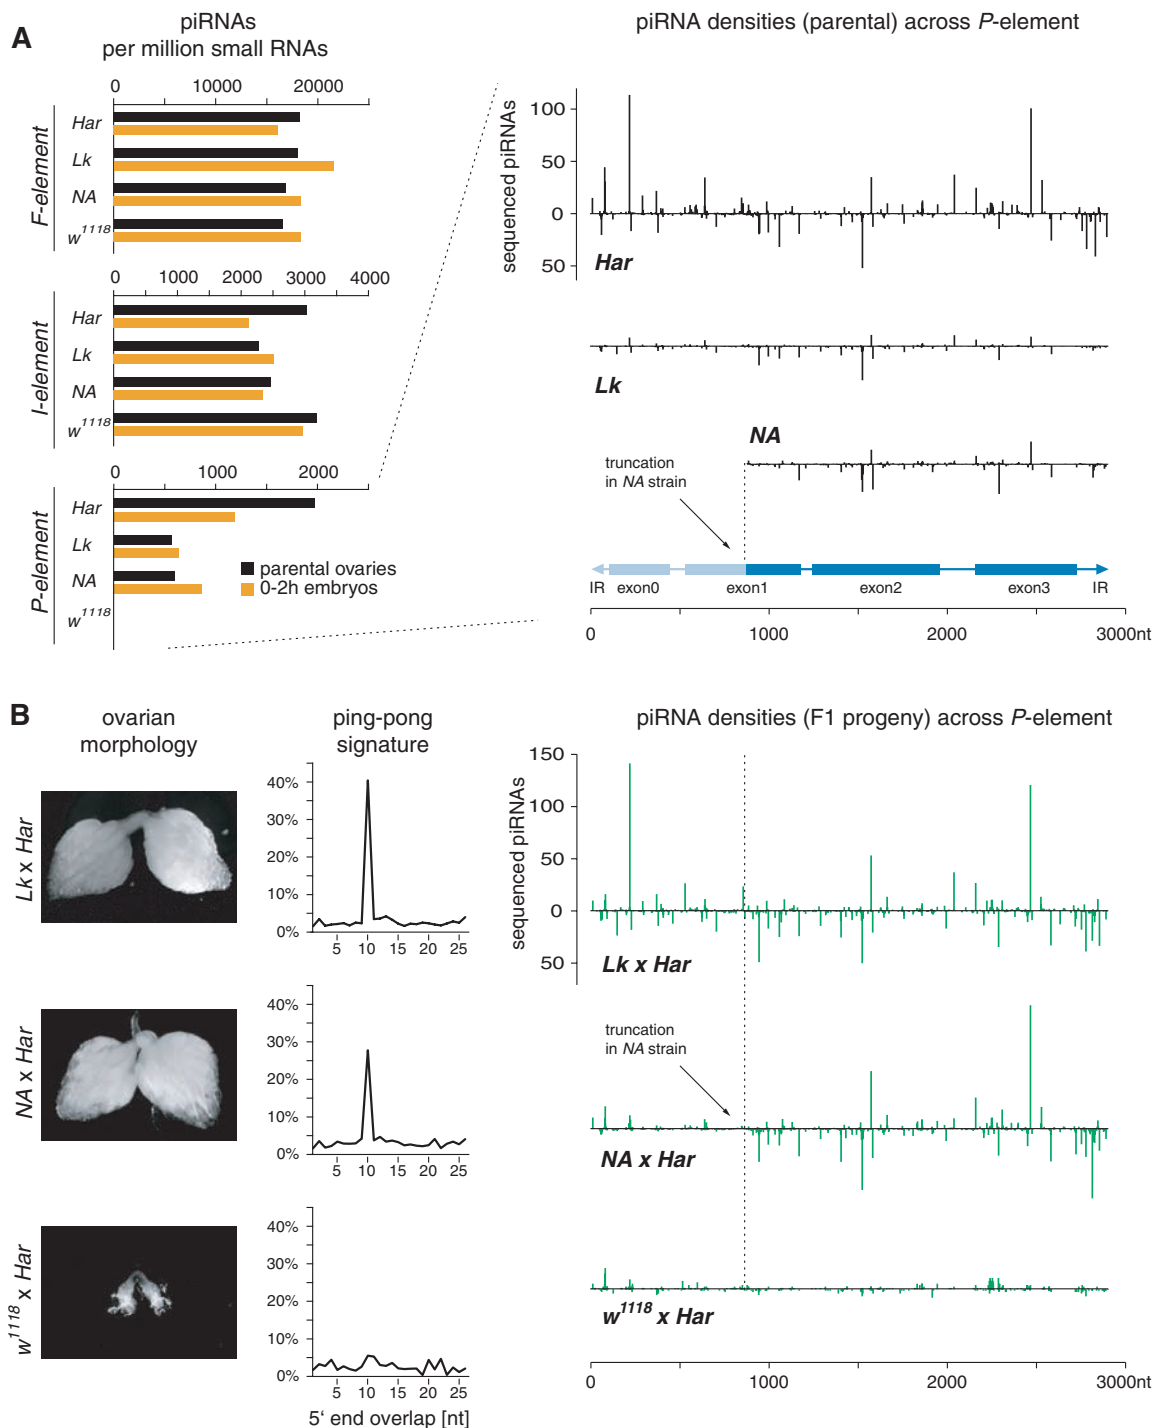 A
piRNAs
per million small RNAs
0 10000 20000
F-element
Har
Lk
NA
w1118
0 1000 2000 3000 4000
I-element
Har
Lk
NA
w1118
0 1000 2000
P-element
Har
Lk
NA
w1118
parental ovaries
0-2h embryos
piRNA densities (parental) across P-element
sequenced piRNAs
100
50
0
50
Har
Lk
NA
truncation
in NA strain
IR exon0 exon1 exon2 exon3 IR
0 1000 2000 3000nt
B
ovarian
morphology
ping-pong
signature
piRNA densities (F1 progeny) across P-element
Lk x Har
40%
30%
20%
10%
0%
5 10 15 20 25
sequenced piRNAs
150
100
50
0
50
Lk x Har
NA x Har
40%
30%
20%
10%
0%
5 10 15 20 25
truncation
in NA strain
NA x Har
w1118 x Har
40%
30%
20%
10%
0%
5 10 15 20 25
5‘ end overlap [nt]
w1118 x Har
0 1000 2000 3000nt